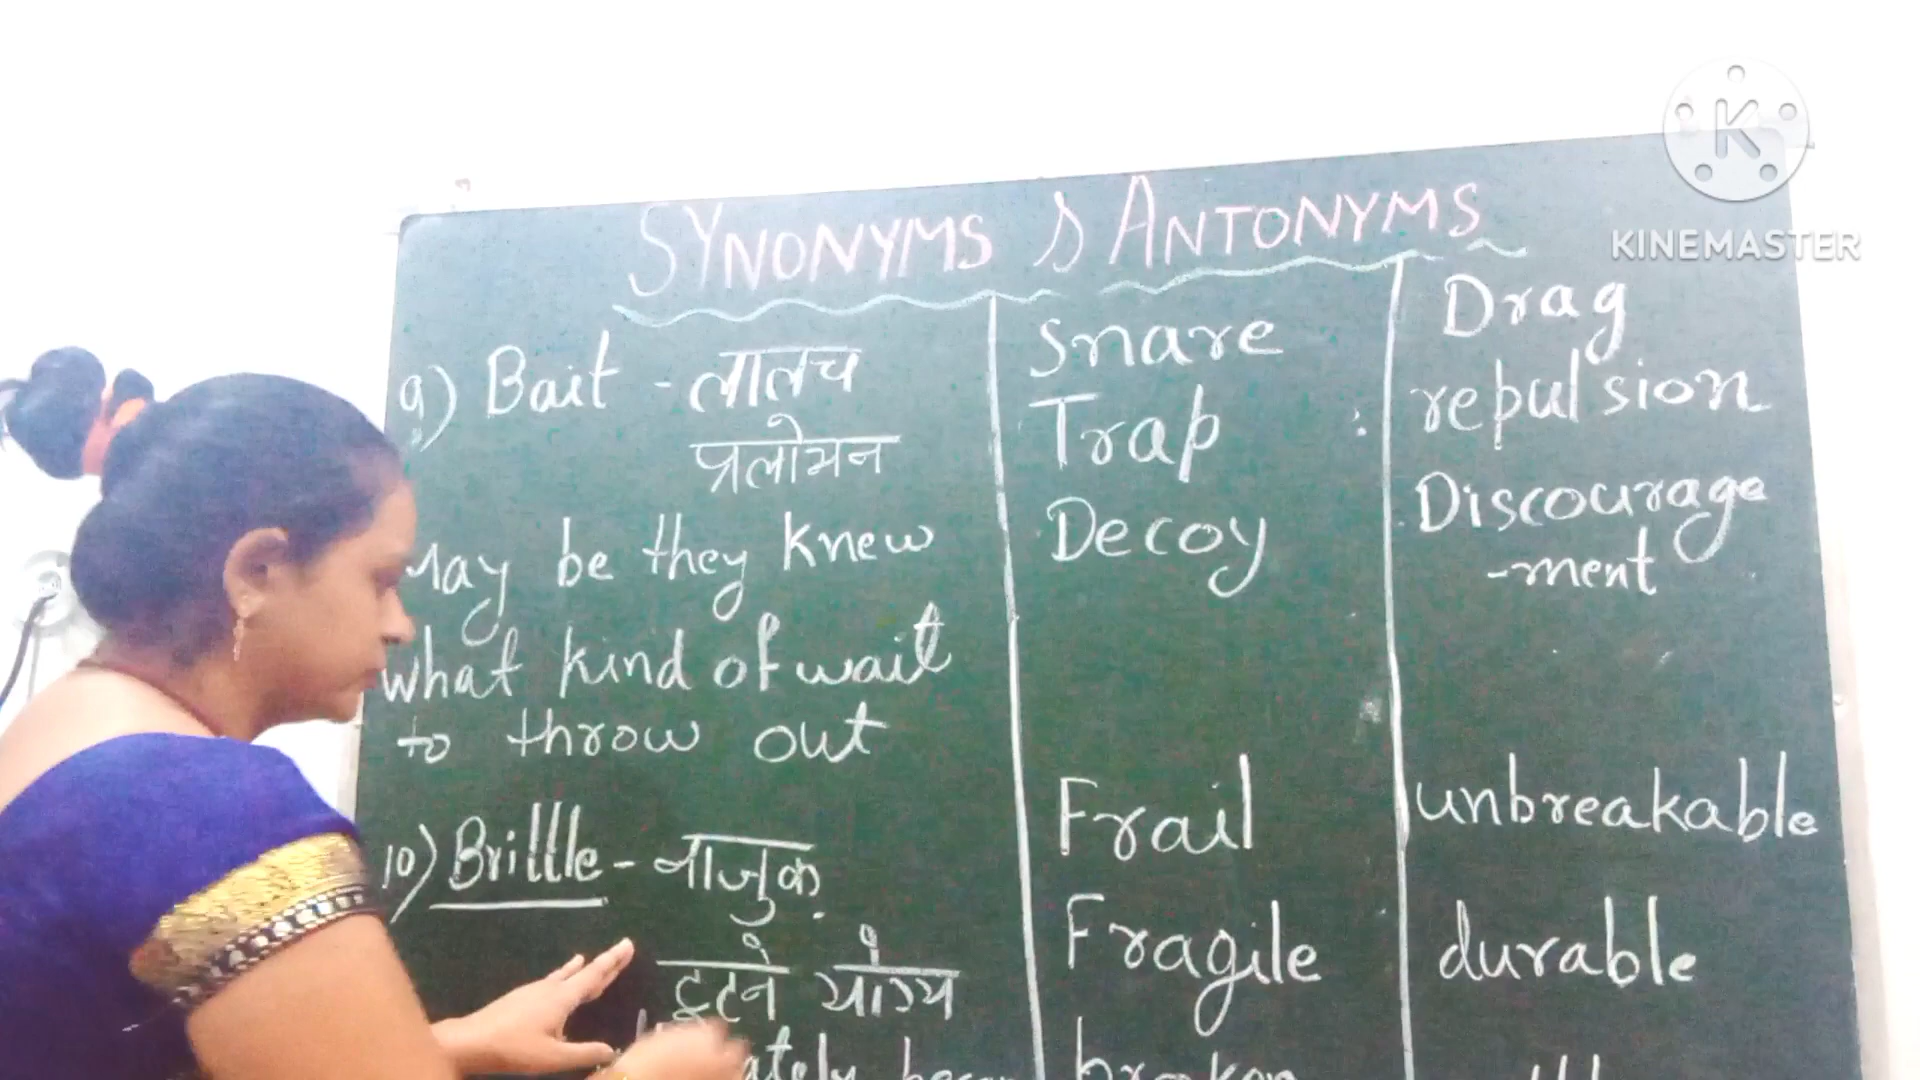 SYNONYMS & ANTONYMS
9) Bait - लालच
प्रलोभन
May be they knew
what kind of wait
to throw out
Snare
Trap
Decoy
Drag
repulsion
Discourage
-ment
10) Brillle - नाजुक
टुटने योग्य
Frail
Fragile
unbreakable
durable
KINEMASTER